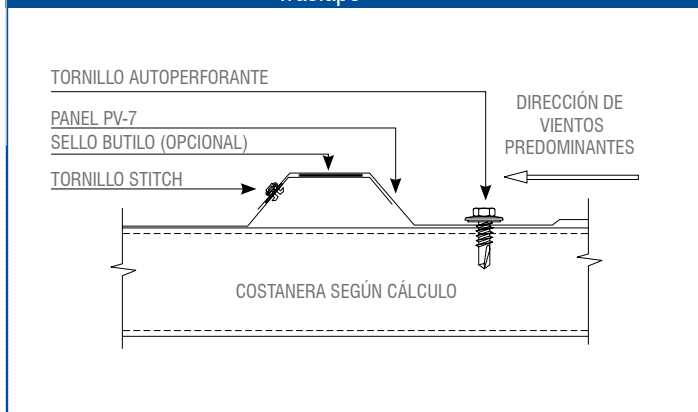 Traslapo
TORNILLO AUTOPERFORANTE
PANEL PV-7
SELLO BUTILO (OPCIONAL)
TORNILLO STITCH
DIRECCIÓN DE
VIENTOS
PREDOMINANTES
COSTANERA SEGÚN CÁLCULO